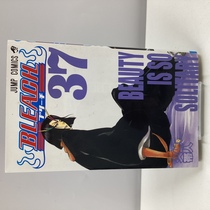 JUMP COMICS
BLEACH
37
BEAUTY
IS SO
SOLITARY